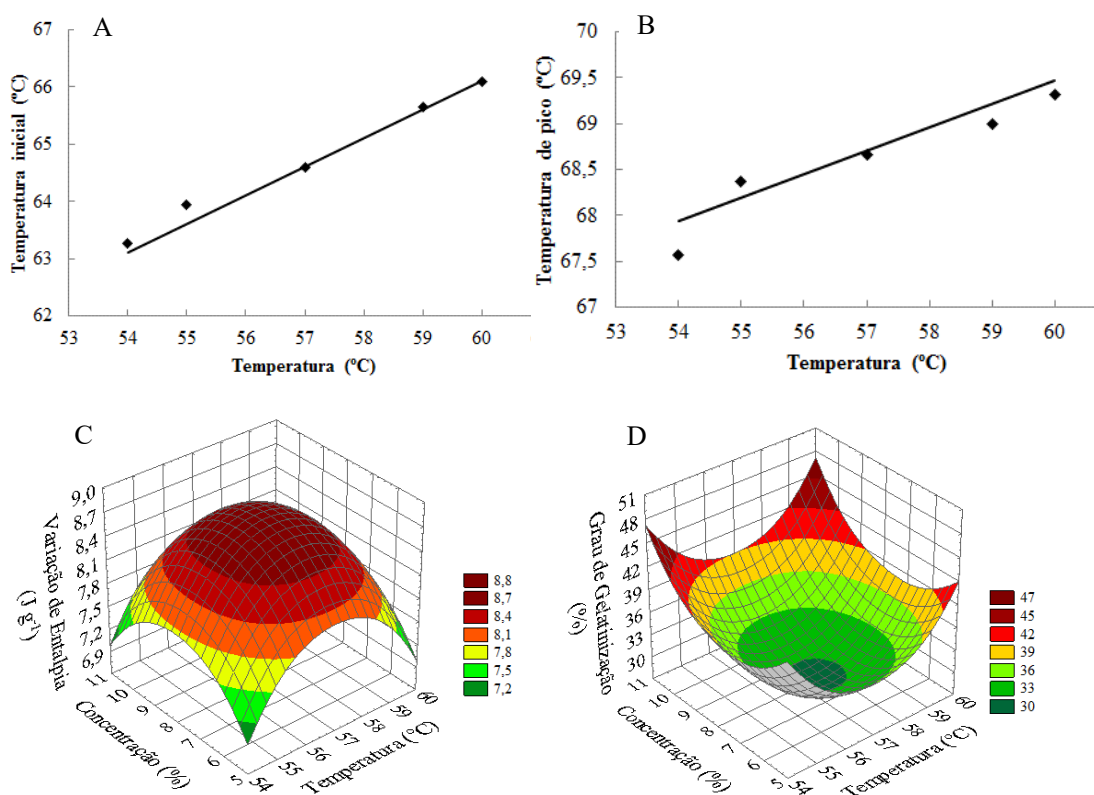 A
Temperatura inicial (ºC)
67
66
65
64
63
62
53 54 55 56 57 58 59 60
Temperatura (ºC)
B
Temperatura de pico (ºC)
70
69,5
69
68,5
68
67,5
67
53 54 55 56 57 58 59 60
Temperatura (ºC)
C
Variação de Entalpia
(J g⁻¹)
9,0
8,7
8,4
8,1
7,8
7,5
7,2
6,9
11 10 9 8 7 6 5
Concentração (%)
54 55 56 57 58 59 60
Temperatura (°C)
8,8
8,7
8,4
8,1
7,8
7,5
7,2
D
Grau de Gelatinização
(%)
51
48
45
42
39
36
33
30
11 10 9 8 7 6 5
Concentração (%)
54 55 56 57 58 59 60
Temperatura (°C)
47
45
42
39
36
33
30